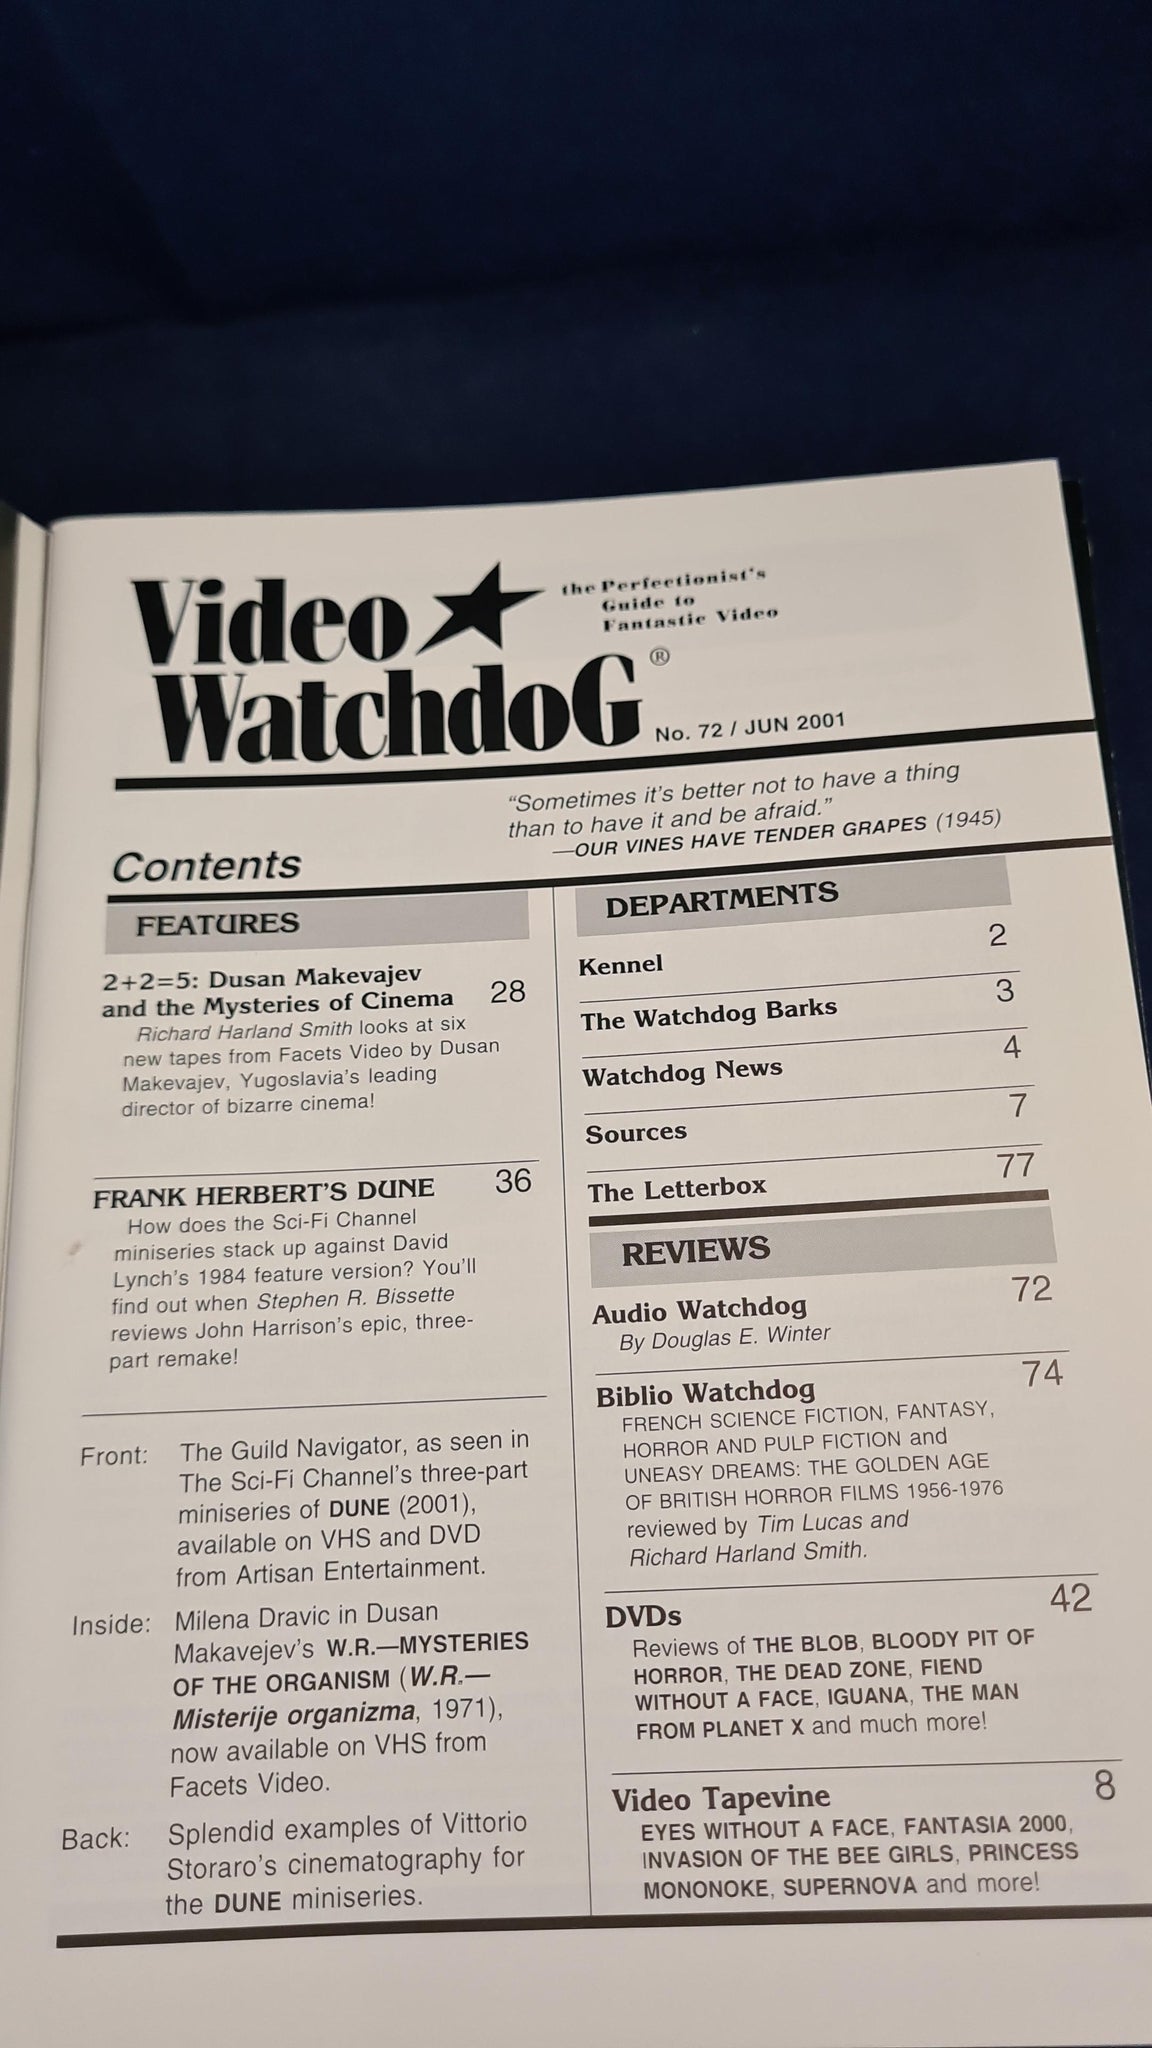 Video★WatchdoG®
the Perfectionist's
Guide to
Fantastic Video
No. 72 / JUN 2001
"Sometimes it's better not to have a thing
than to have it and be afraid."
—OUR VINES HAVE TENDER GRAPES (1945)
Contents
FEATURES
2+2=5: Dusan Makevajev
and the Mysteries of Cinema 28
Richard Harland Smith looks at six
new tapes from Facets Video by Dusan
Makevajev, Yugoslavia's leading
director of bizarre cinema!
FRANK HERBERT'S DUNE 36
How does the Sci-Fi Channel
miniseries stack up against David
Lynch's 1984 feature version? You'll
find out when Stephen R. Bissette
reviews John Harrison's epic, three-
part remake!
Front: The Guild Navigator, as seen in
The Sci-Fi Channel's three-part
miniseries of DUNE (2001),
available on VHS and DVD
from Artisan Entertainment.
Inside: Milena Dravic in Dusan
Makavejev's W.R.—MYSTERIES
OF THE ORGANISM (W.R.—
Misterije organizma, 1971),
now available on VHS from
Facets Video.
Back: Splendid examples of Vittorio
Storaro's cinematography for
the DUNE miniseries.
DEPARTMENTS
Kennel 2
The Watchdog Barks 3
Watchdog News 4
Sources 7
The Letterbox 77
REVIEWS
Audio Watchdog 72
By Douglas E. Winter
Biblio Watchdog 74
FRENCH SCIENCE FICTION, FANTASY,
HORROR AND PULP FICTION and
UNEASY DREAMS: THE GOLDEN AGE
OF BRITISH HORROR FILMS 1956-1976
reviewed by Tim Lucas and
Richard Harland Smith.
DVDs 42
Reviews of THE BLOB, BLOODY PIT OF
HORROR, THE DEAD ZONE, FIEND
WITHOUT A FACE, IGUANA, THE MAN
FROM PLANET X and much more!
Video Tapevine 8
EYES WITHOUT A FACE, FANTASIA 2000,
INVASION OF THE BEE GIRLS, PRINCESS
MONONOKE, SUPERNOVA and more!